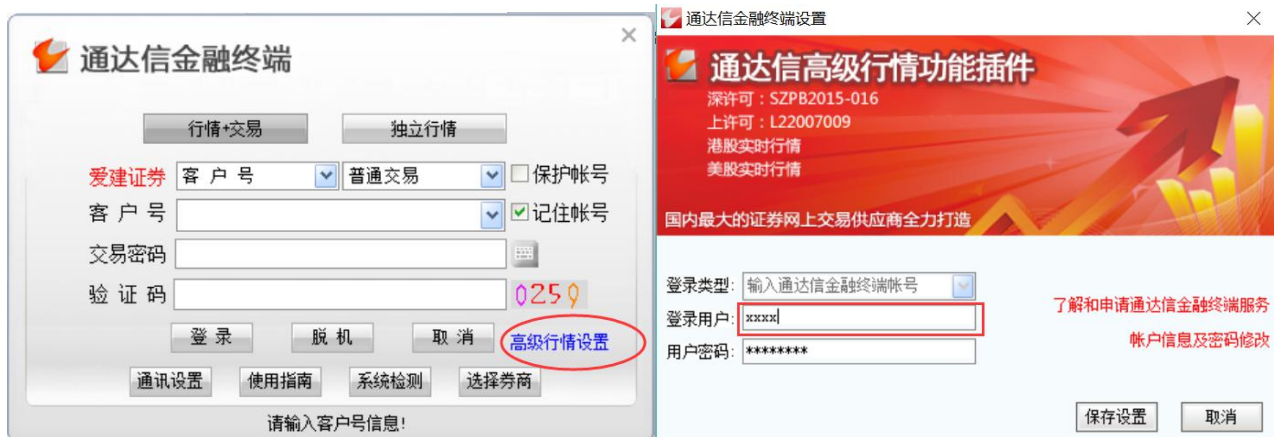 通达信金融终端
行情+交易
独立行情
爱建证券
客 户 号
普通交易
保护帐号
客 户 号
记住帐号
交易密码
验 证 码
0259
登 录
脱 机
取 消
高级行情设置
通讯设置
使用指南
系统检测
选择券商
请输入客户号信息!
通达信金融终端设置
通达信高级行情功能插件
深许可：SZPB2015-016
上许可：L22007009
港股实时行情
美股实时行情
国内最大的证券网上交易供应商全力打造
登录类型:
输入通达信金融终端帐号
登录用户:
xxxx
用户密码:
********
了解和申请通达信金融终端服务
帐户信息及密码修改
保存设置
取消